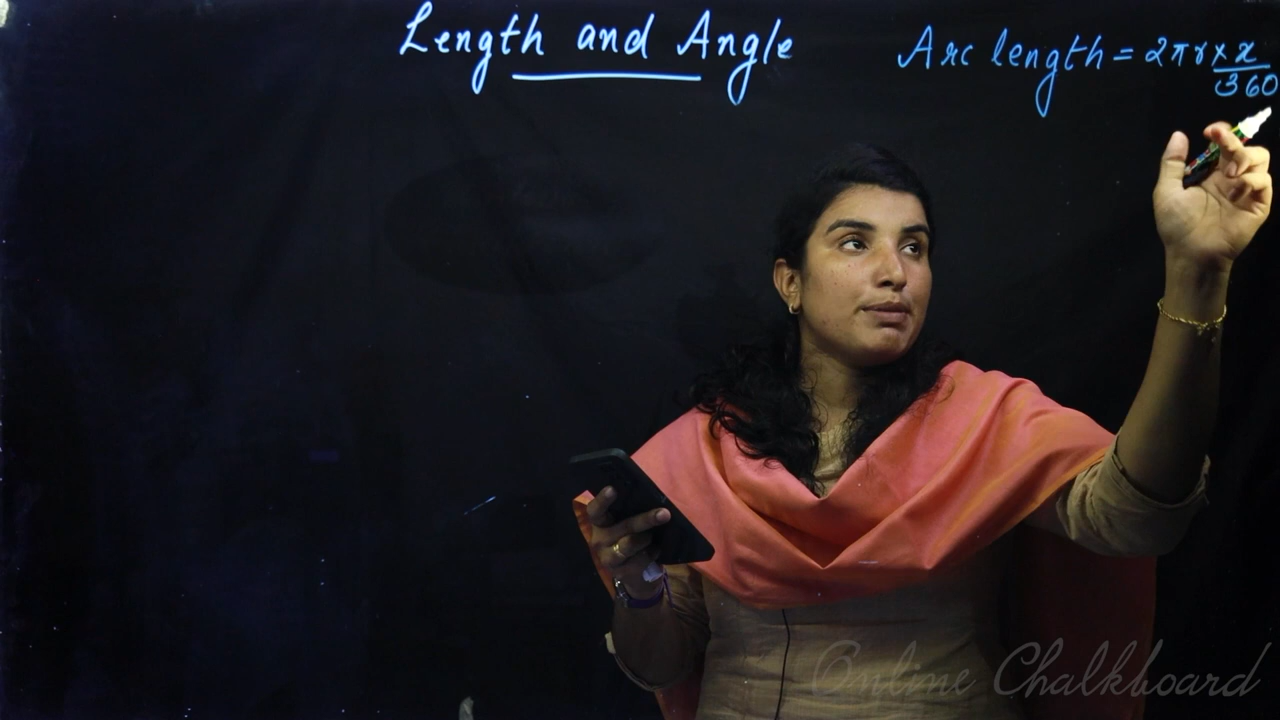 Length and Angle
Arc length = 2πr × x/360
Online Chalkboard